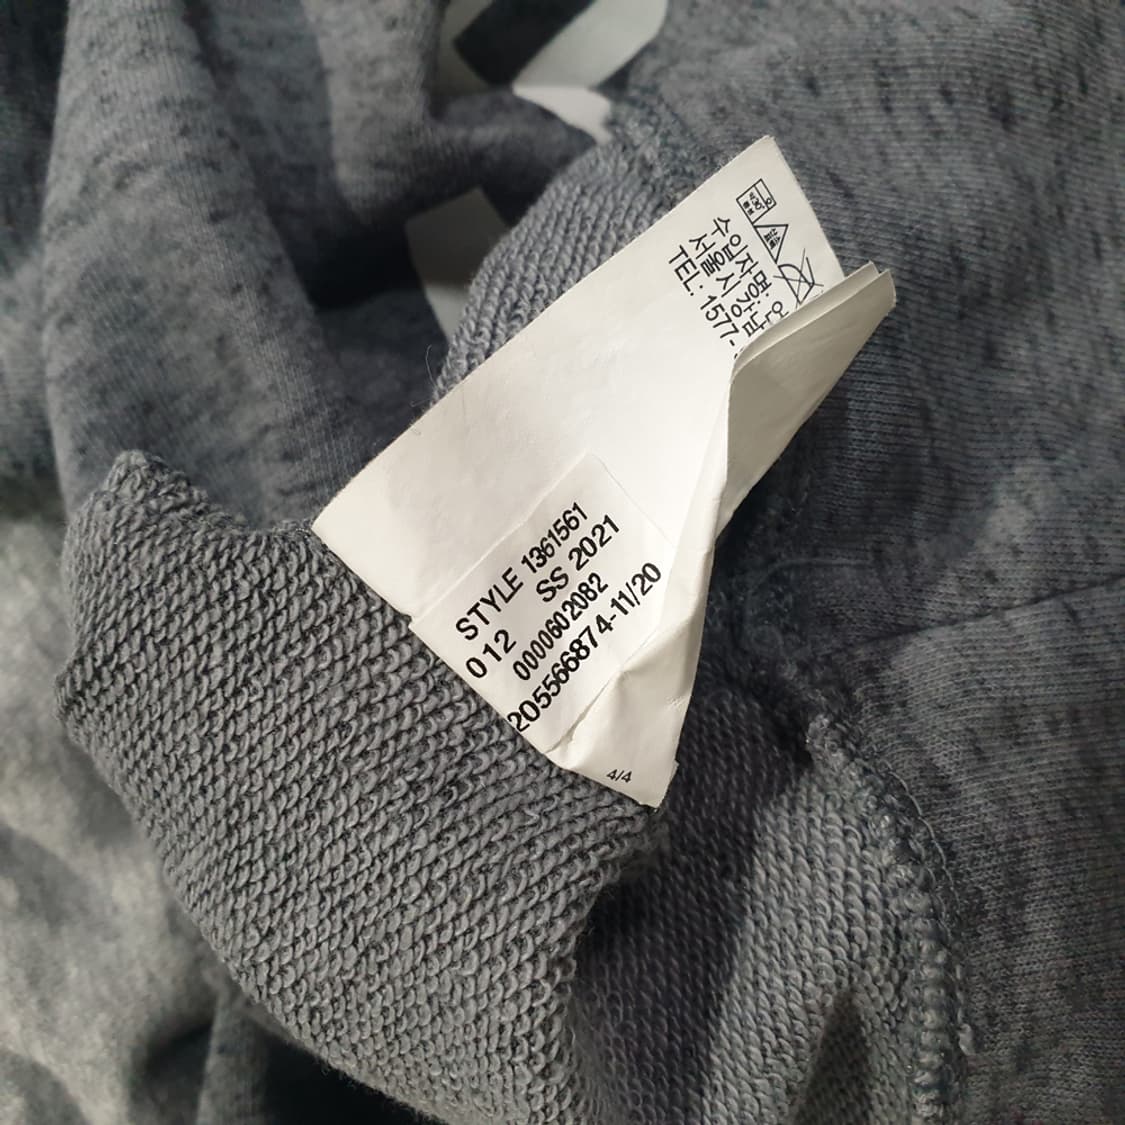 수입자명: 언
서울시 강남
TEL: 1577-
STYLE 1361561
012 SS 2021
0000602082
205566874-11/20
4/4